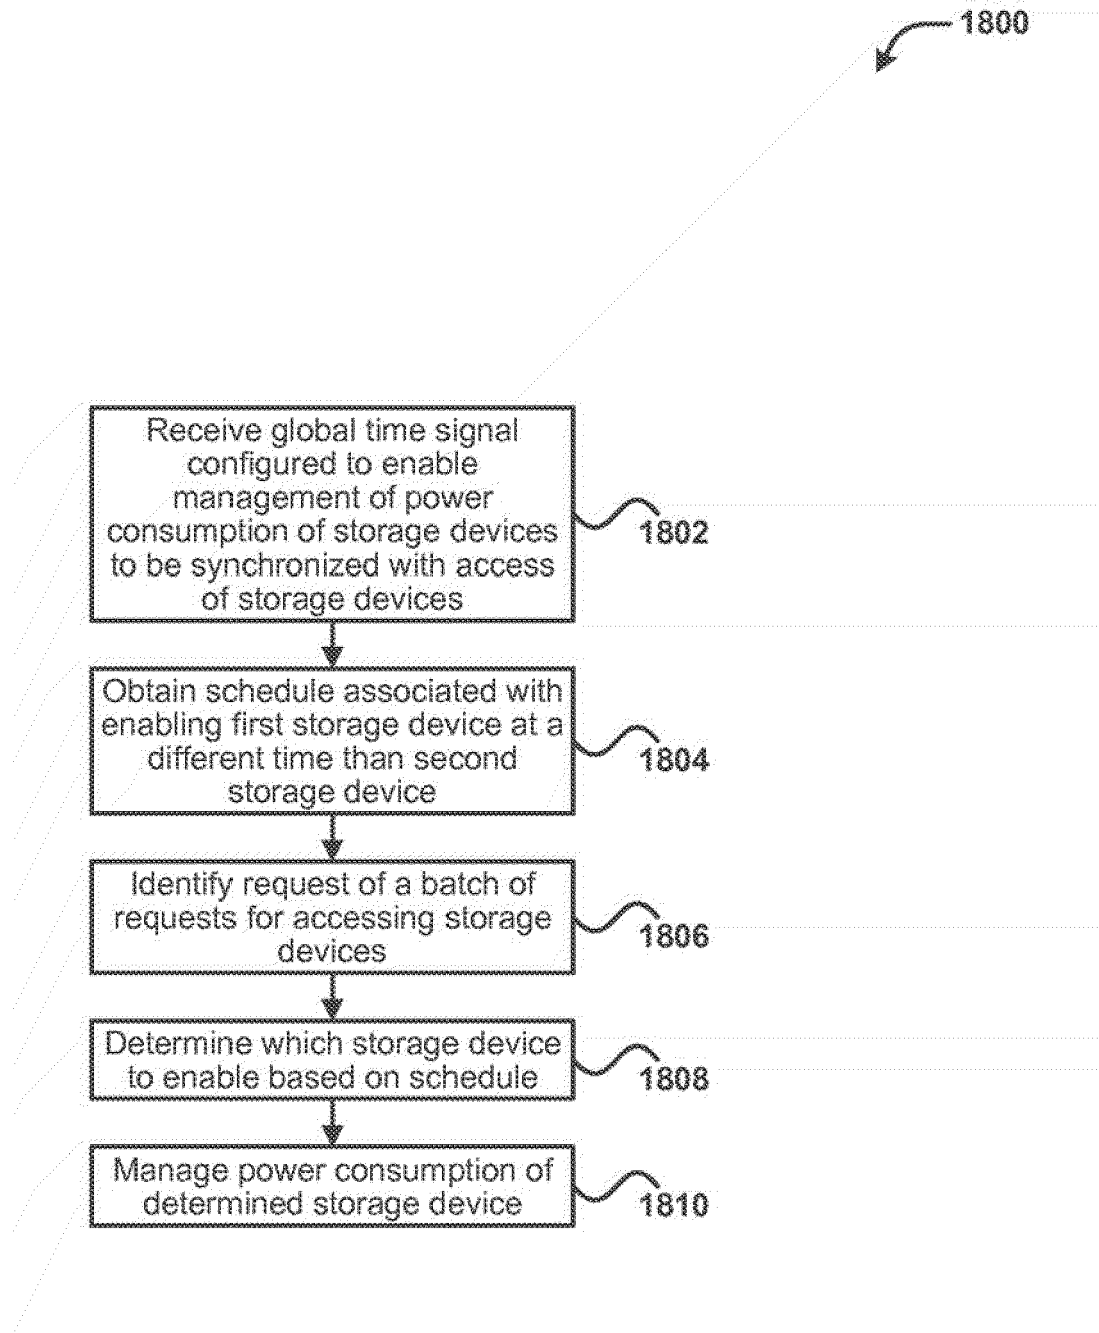 1800
Receive global time signal
configured to enable
management of power
consumption of storage devices
to be synchronized with access
of storage devices
1802
Obtain schedule associated with
enabling first storage device at a
different time than second
storage device
1804
Identify request of a batch of
requests for accessing storage
devices
1806
Determine which storage device
to enable based on schedule
1808
Manage power consumption of
determined storage device
1810